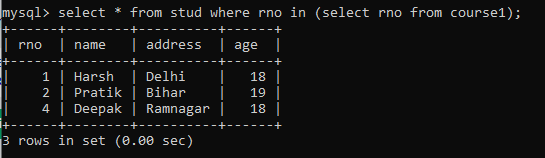 mysql> select * from stud where rno in (select rno from course1);
+------+--------+----------+------+
| rno  | name   | address  | age  |
+------+--------+----------+------+
|    1 | Harsh  | Delhi    |   18 |
|    2 | Pratik | Bihar    |   19 |
|    4 | Deepak | Ramnagar |   18 |
+------+--------+----------+------+
3 rows in set (0.00 sec)